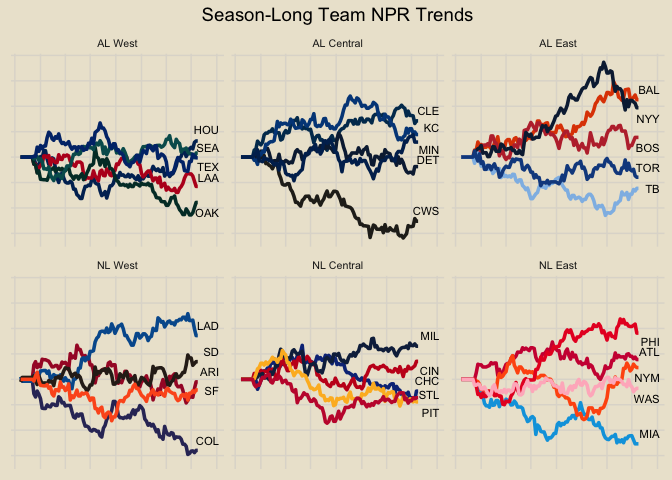 Season-Long Team NPR Trends
AL West
AL Central
AL East
HOU
SEA
TEX
LAA
OAK
CLE
KC
MIN
DET
CWS
BAL
NYY
BOS
TOR
TB
NL West
NL Central
NL East
LAD
SD
ARI
SF
COL
MIL
CIN
CHC
STL
PIT
PHI
ATL
NYM
WAS
MIA